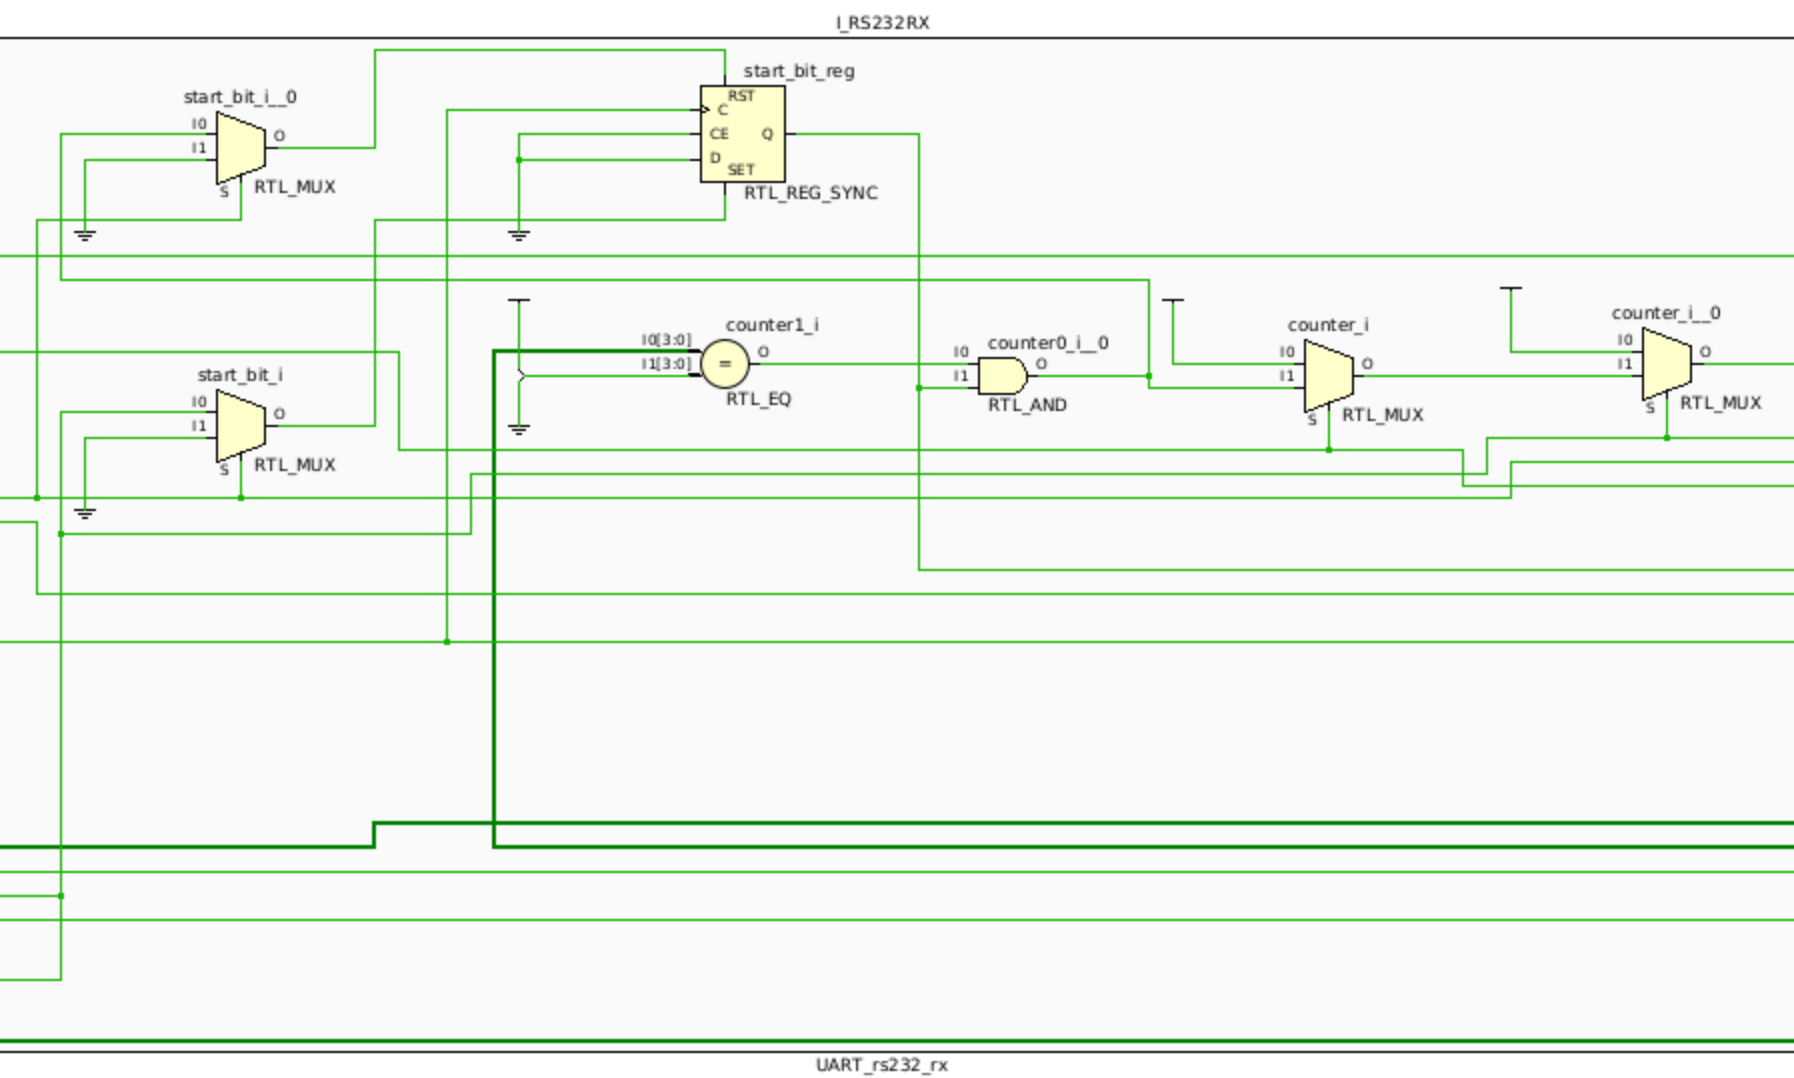 I_RS232RX
start_bit_i__0
I0
I1
O
S
RTL_MUX
start_bit_reg
RST
C
CE
Q
D
SET
RTL_REG_SYNC
start_bit_i
I0
I1
O
S
RTL_MUX
counter1_i
I0[3:0]
I1[3:0]
O
=
RTL_EQ
counter0_i__0
I0
I1
O
RTL_AND
counter_i
I0
I1
O
S
RTL_MUX
counter_i__0
I0
I1
O
S
RTL_MUX
UART_rs232_rx